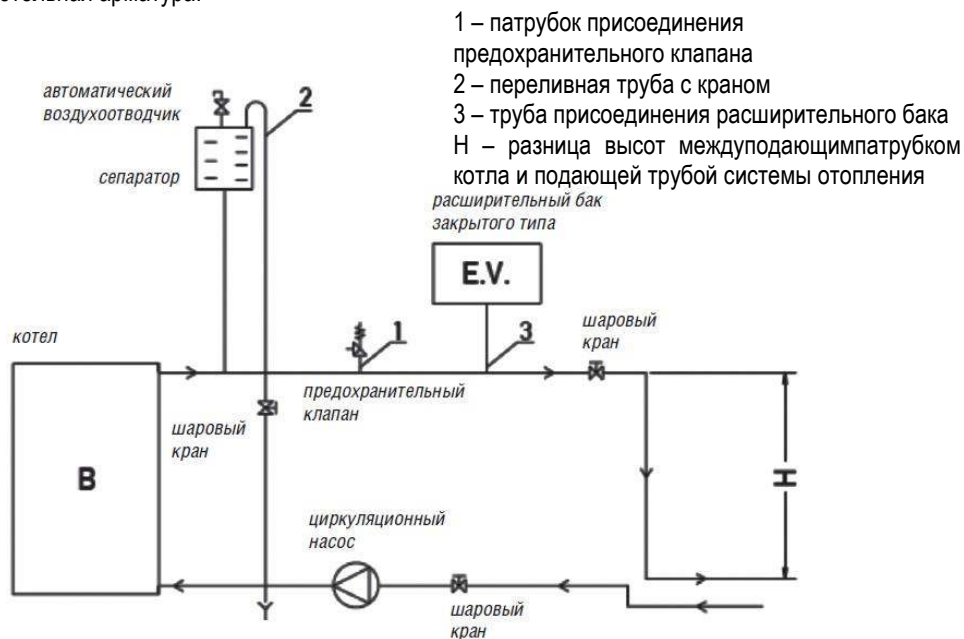 отельная арматура.
1 – патрубок присоединения
предохранительного клапана
2 – переливная труба с краном
3 – труба присоединения расширительного бака
H – разница высот междуподающимпатрубком
котла и подающей трубой системы отопления
автоматический
воздухоотводчик
2
сепаратор
расширительный бак
закрытого типа
E.V.
котел
1
3
шаровый
кран
предохранительный
клапан
шаровый
кран
B
H
циркуляционный
насос
шаровый
кран